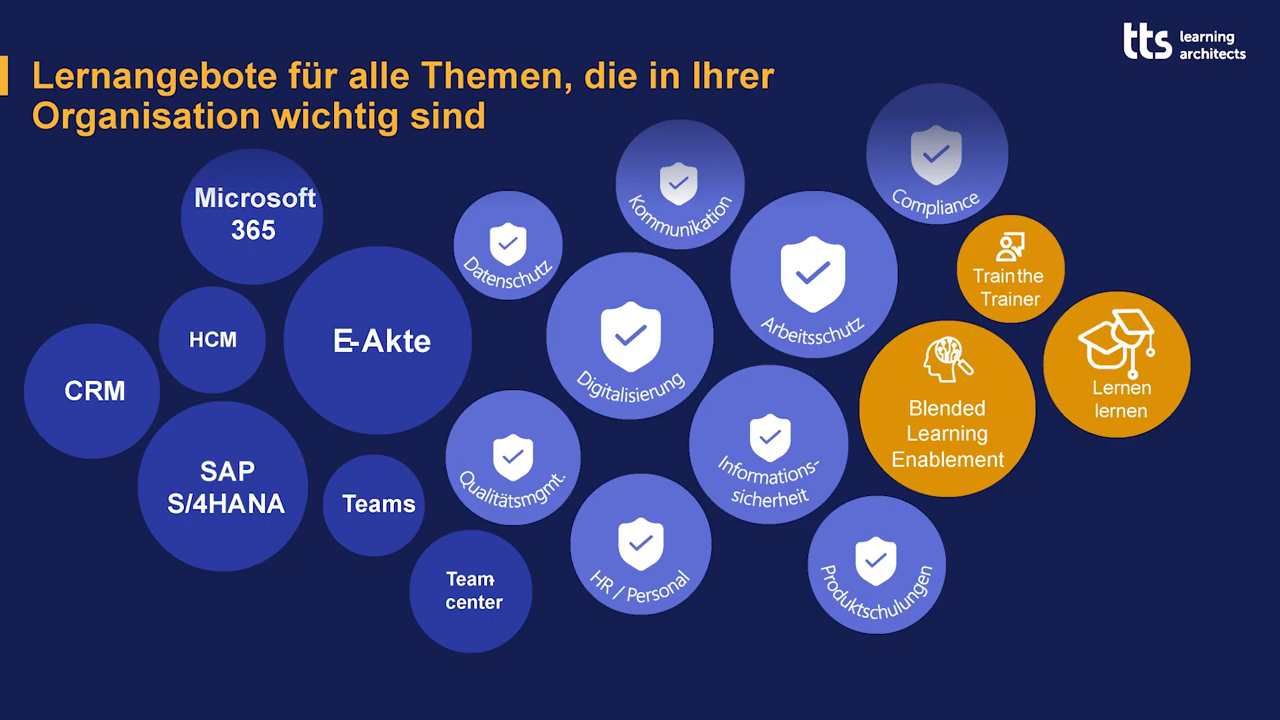 tts learning
architects
Lernangebote für alle Themen, die in Ihrer
Organisation wichtig sind
Microsoft
365
HCM
CRM
E-Akte
SAP
S/4HANA
Teams
Team-
center
Datenschutz
Kommunikation
Compliance
Digitalisierung
Arbeitsschutz
Qualitätsmgmt.
Informations-
sicherheit
HR / Personal
Produktschulungen
Train the
Trainer
Blended
Learning
Enablement
Lernen
lernen